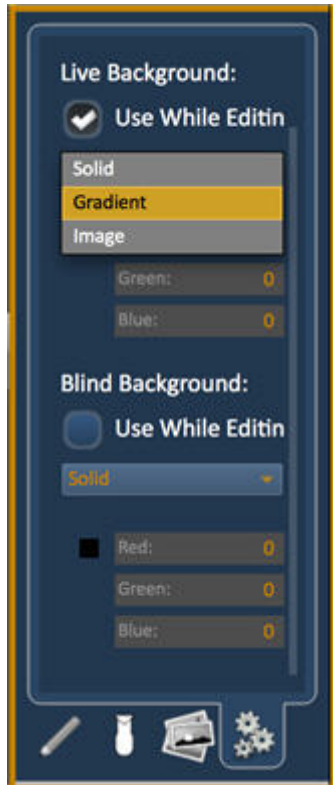 Live Background:
Use While Editin
Solid
Gradient
Image
Green: 0
Blue: 0
Blind Background:
Use While Editin
Solid
Red: 0
Green: 0
Blue: 0